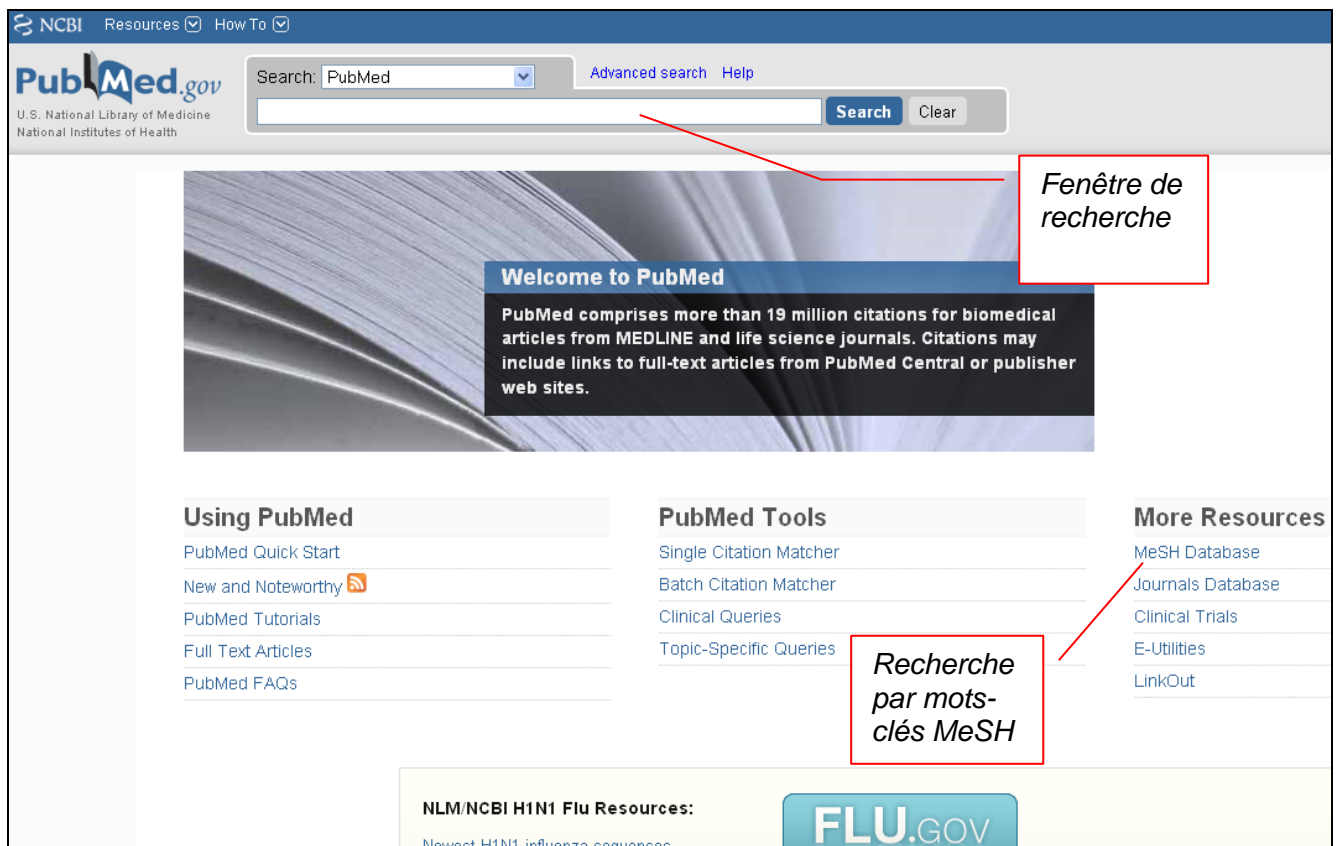 NCBI Resources How To
PubMed.gov
U.S. National Library of Medicine
National Institutes of Health
Search: PubMed
Advanced search Help
Search Clear
Fenêtre de
recherche
Welcome to PubMed
PubMed comprises more than 19 million citations for biomedical
articles from MEDLINE and life science journals. Citations may
include links to full-text articles from PubMed Central or publisher
web sites.
Using PubMed
PubMed Quick Start
New and Noteworthy
PubMed Tutorials
Full Text Articles
PubMed FAQs
PubMed Tools
Single Citation Matcher
Batch Citation Matcher
Clinical Queries
Topic-Specific Queries
More Resources
MeSH Database
Journals Database
Clinical Trials
E-Utilities
LinkOut
Recherche
par mots-
clés MeSH
NLM/NCBI H1N1 Flu Resources:
Newest H1N1 influenza sequences
FLU.GOV